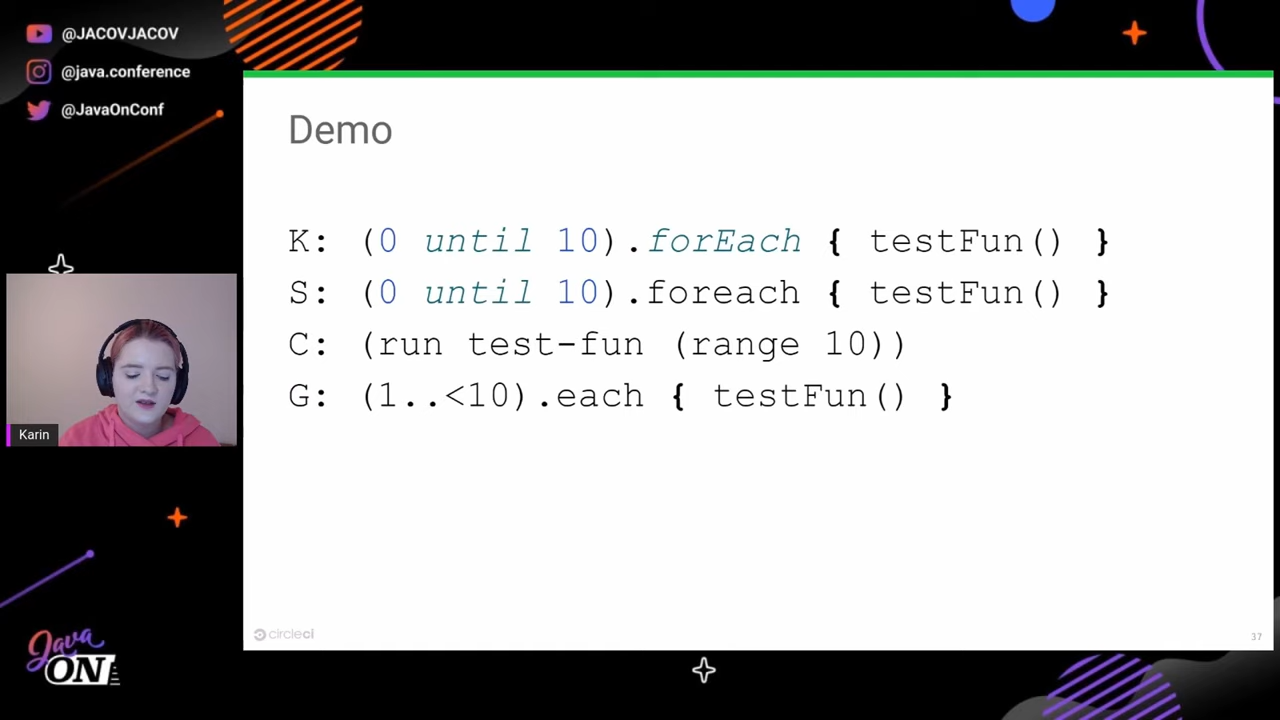 @JACOVJACOV
@java.conference
@JavaOnConf
Demo
K: (0 until 10).forEach { testFun() }
S: (0 until 10).foreach { testFun() }
C: (run test-fun (range 10))
G: (1..<10).each { testFun() }
Karin
circleci
37
Java
ON